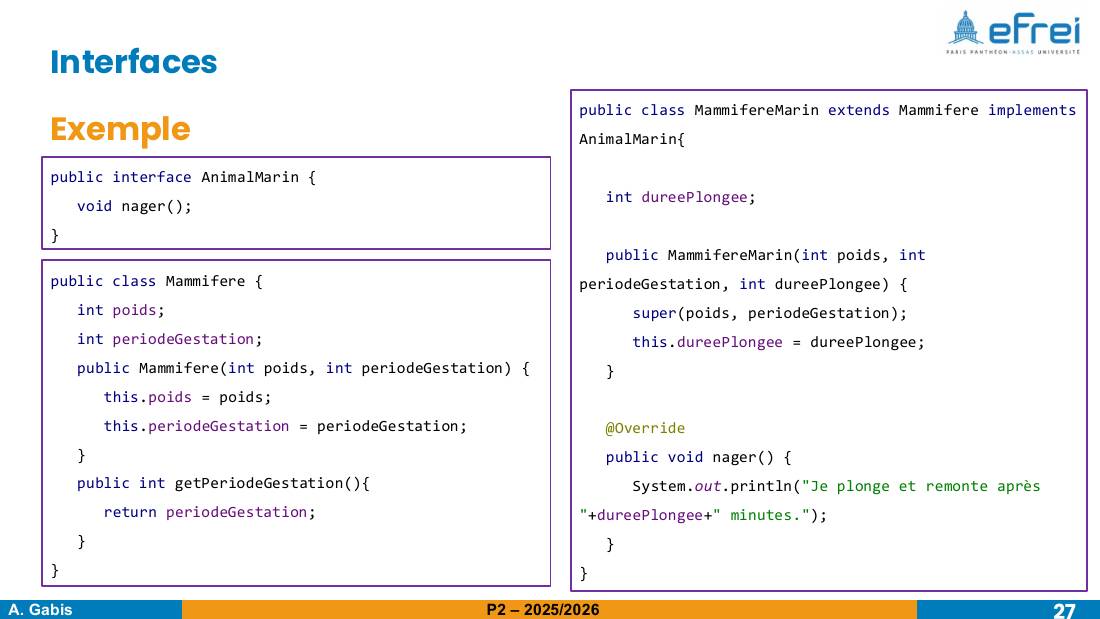 efrei
PARIS PANTHÉON-ASSAS UNIVERSITÉ
Interfaces
Exemple
public interface AnimalMarin {
void nager();
}
public class Mammifere {
int poids;
int periodeGestation;
public Mammifere(int poids, int periodeGestation) {
this.poids = poids;
this.periodeGestation = periodeGestation;
}
public int getPeriodeGestation(){
return periodeGestation;
}
}
public class MammifereMarin extends Mammifere implements
AnimalMarin{
int dureePlongee;
public MammifereMarin(int poids, int
periodeGestation, int dureePlongee) {
super(poids, periodeGestation);
this.dureePlongee = dureePlongee;
}
@Override
public void nager() {
System.out.println("Je plonge et remonte après
"+dureePlongee+" minutes.");
}
}
A. Gabis
P2 – 2025/2026
27